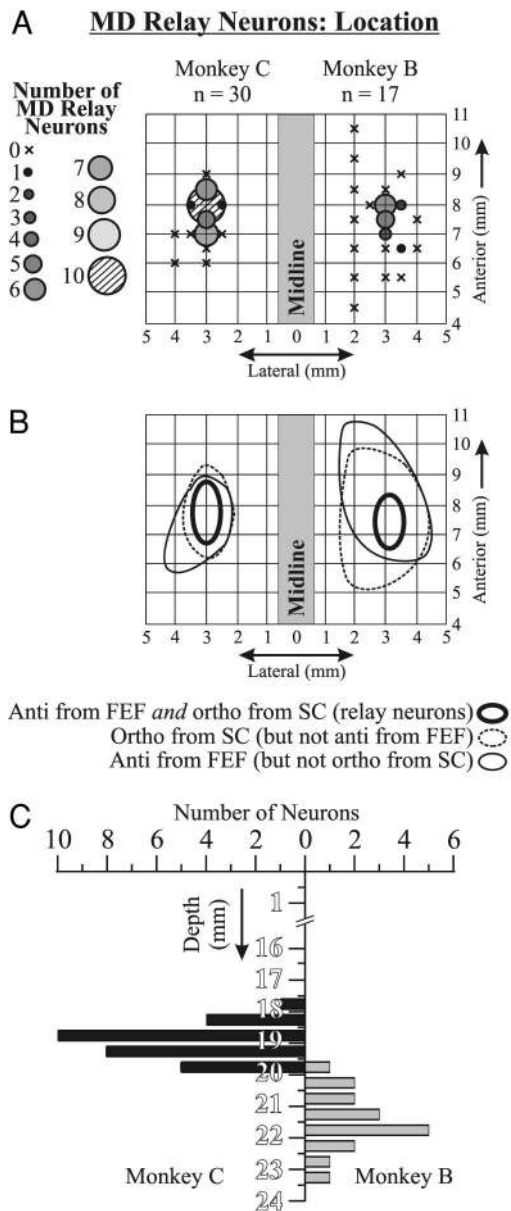 A
MD Relay Neurons: Location
Number of
MD Relay
Neurons
0
1
2
3
4
5
6
7
8
9
10
Monkey C
n = 30
Monkey B
n = 17
11
10
9
8
7
6
5
4
Anterior (mm)
Midline
5 4 3 2 1 0 1 2 3 4 5
Lateral (mm)
B
11
10
9
8
7
6
5
4
Anterior (mm)
Midline
5 4 3 2 1 0 1 2 3 4 5
Lateral (mm)
Anti from FEF and ortho from SC (relay neurons)
Ortho from SC (but not anti from FEF)
Anti from FEF (but not ortho from SC)
C
Number of Neurons
10 8 6 4 2 0 1 2 3 4 5 6
Depth
(mm)
1
16
17
18
19
20
21
22
23
24
Monkey C
Monkey B